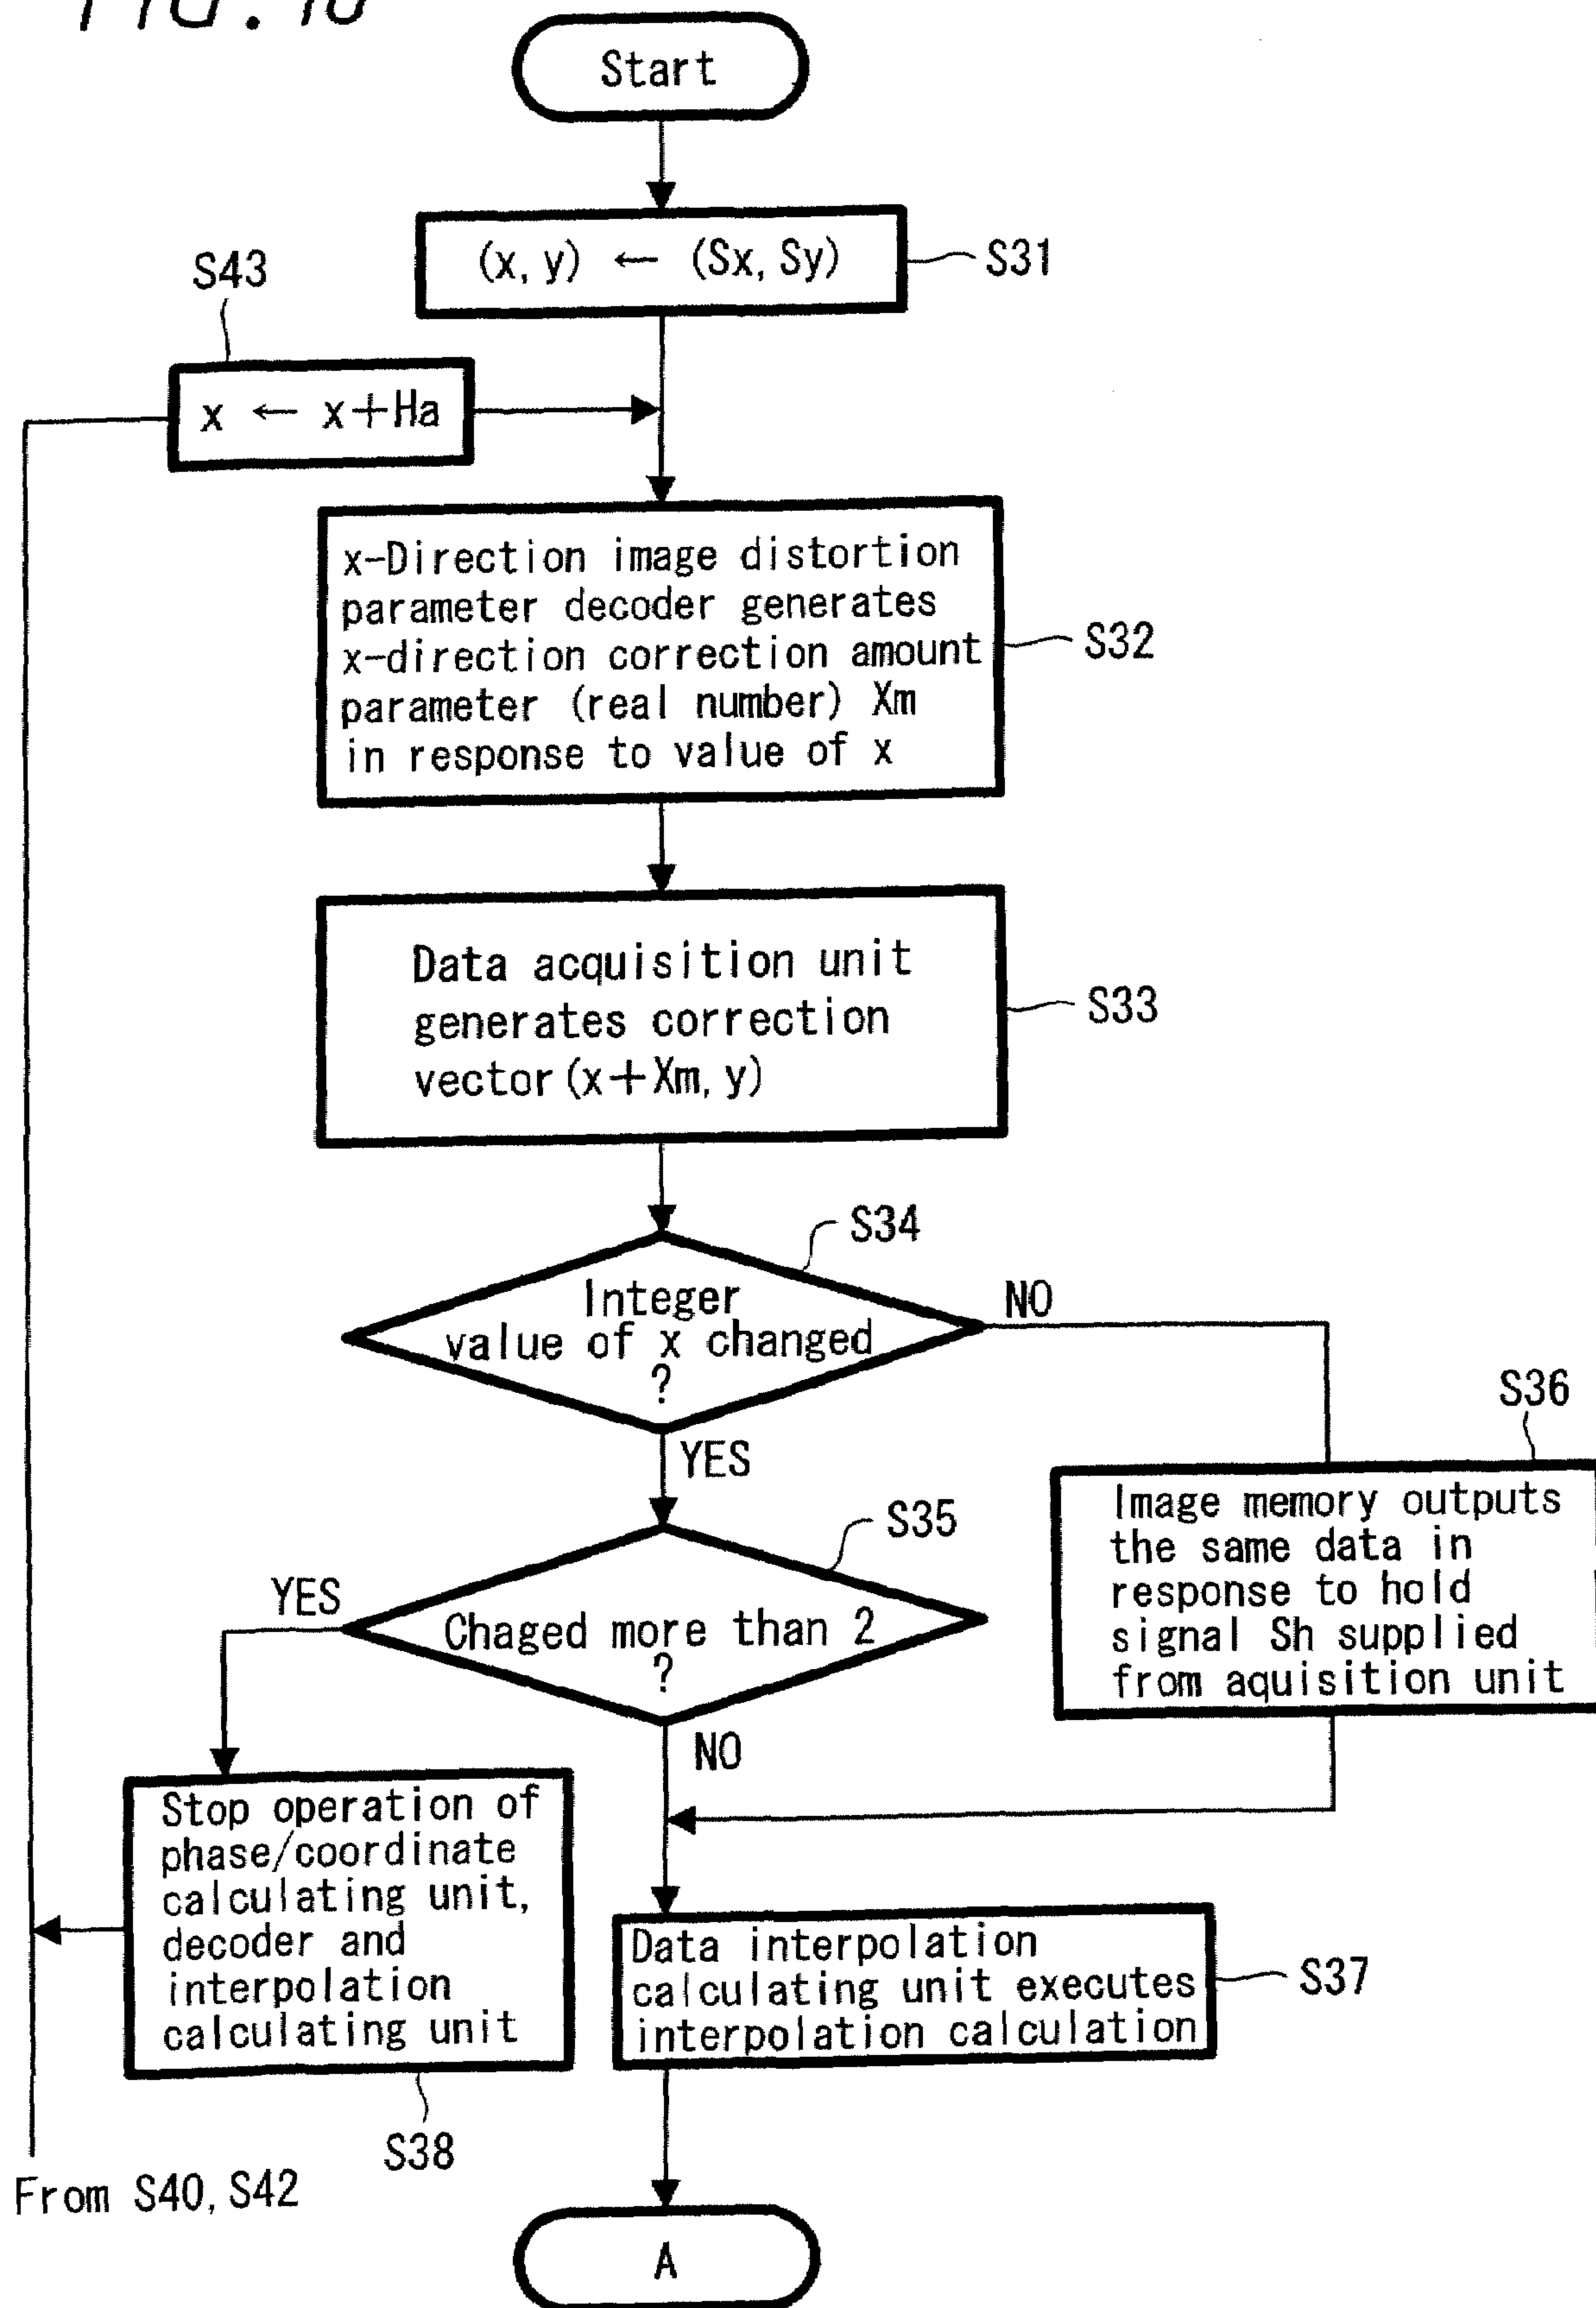 FIG. 10
Start
(x, y) ← (Sx, Sy)
S31
S43
x ← x+Ha
x-Direction image distortion
parameter decoder generates
x-direction correction amount
parameter (real number) Xm
in response to value of x
S32
Data acquisition unit
generates correction
vector(x+Xm, y)
S33
S34
Integer
value of x changed
?
NO
YES
S36
Image memory outputs
the same data in
response to hold
signal Sh supplied
from aquisition unit
S35
Chaged more than 2
?
YES
NO
Stop operation of
phase/coordinate
calculating unit,
decoder and
interpolation
calculating unit
S38
Data interpolation
calculating unit executes
interpolation calculation
S37
From S40, S42
A